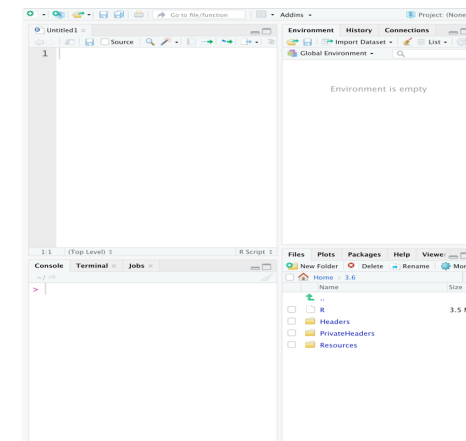 Go to file/function Addins Project: (None
Untitled1
Source
1
1:1 (Top Level) R Script
Console Terminal Jobs
~/
>
Environment History Connections
Import Dataset List
Global Environment
Environment is empty
Files Plots Packages Help Viewer
New Folder Delete Rename Mor
Home 3.6
Name Size
..
R 3.5 M
Headers
PrivateHeaders
Resources